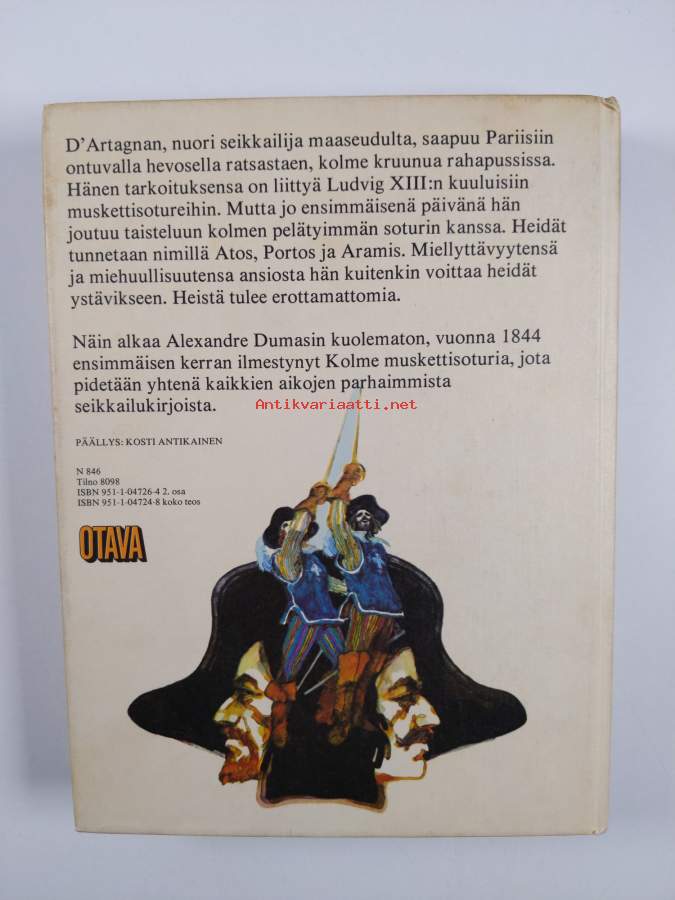 D'Artagnan, nuori seikkailija maaseudulta, saapuu Pariisiin
ontuvalla hevosella ratsastaen, kolme kruunua rahapussissa.
Hänen tarkoituksensa on liittyä Ludvig XIII:n kuuluisiin
muskettisotureihin. Mutta jo ensimmäisenä päivänä hän
joutuu taisteluun kolmen pelätyimmän soturin kanssa. Heidät
tunnetaan nimillä Atos, Portos ja Aramis. Miellyttävyytensä
ja miehuullisuutensa ansiosta hän kuitenkin voittaa heidät
ystävikseen. Heistä tulee erottamattomia.
Näin alkaa Alexandre Dumasin kuolematon, vuonna 1844
ensimmäisen kerran ilmestynyt Kolme muskettisoturia, jota
pidetään yhtenä kaikkien aikojen parhaimmista
seikkailukirjoista.
Antikvariaatti.net
PÄÄLLYS: KOSTI ANTIKAINEN
N 846
Tilno 8098
ISBN 951-1-04726-4 2. osa
ISBN 951-1-04724-8 koko teos
OTAVA